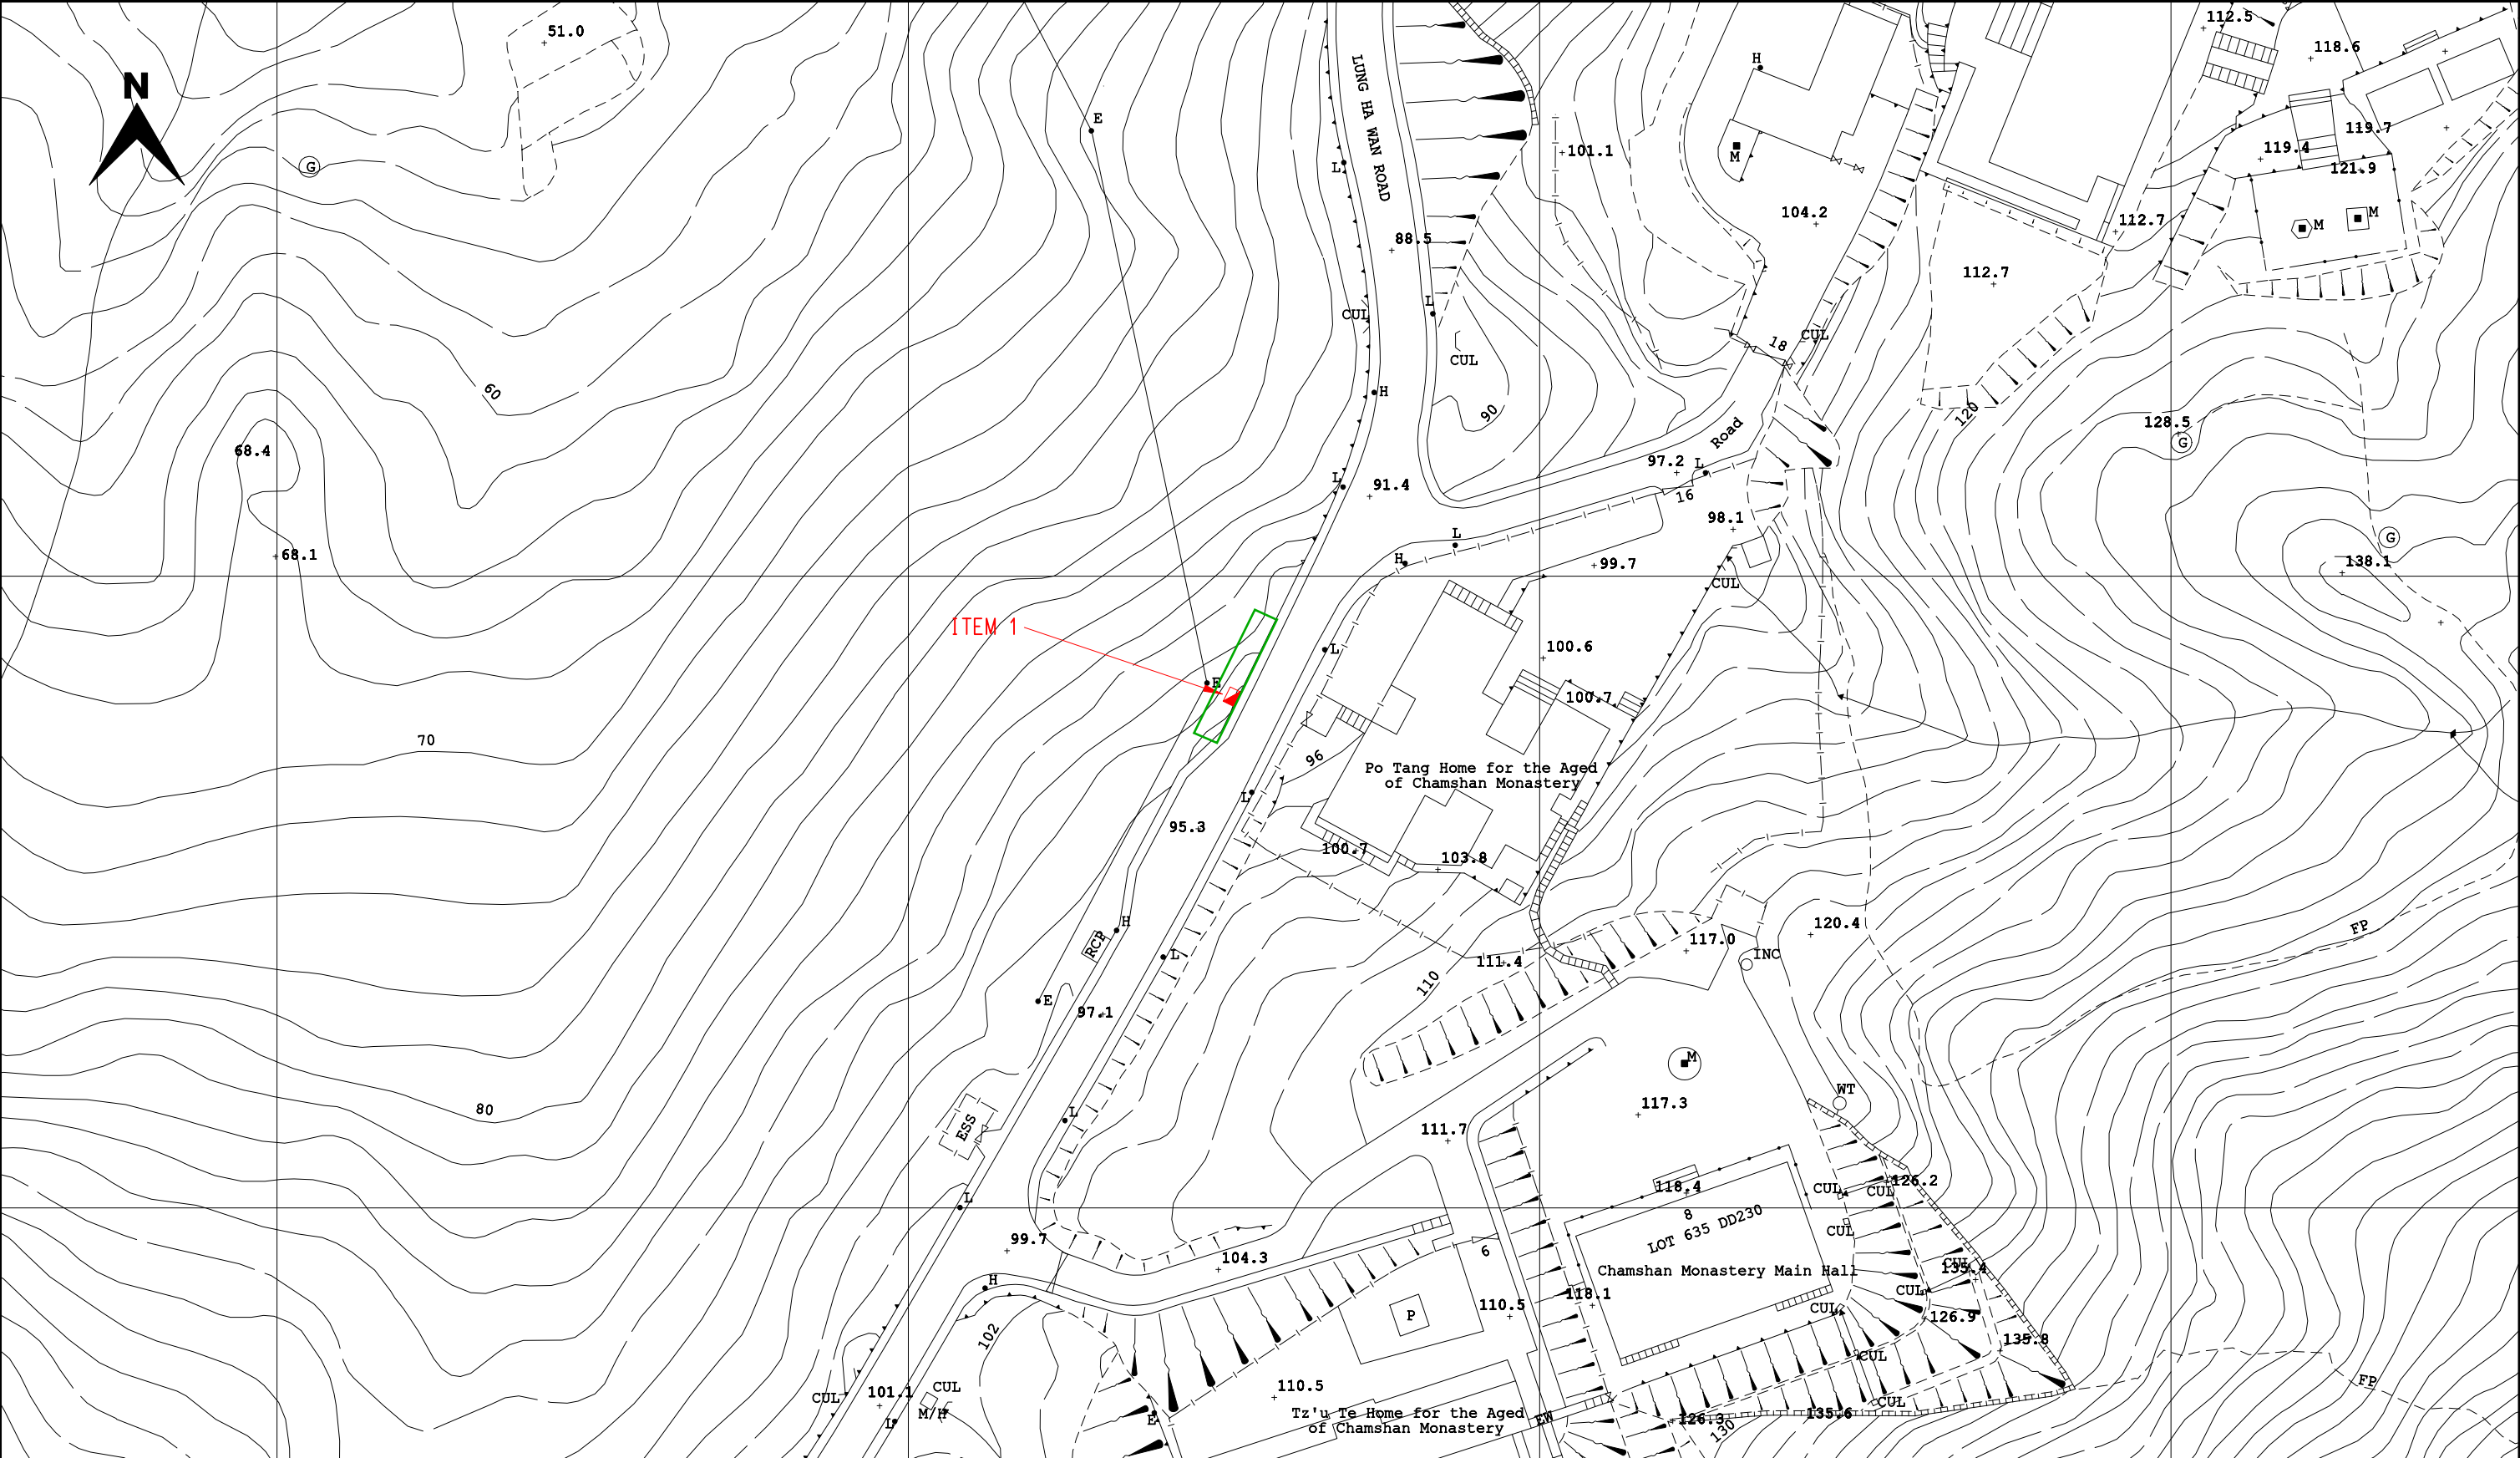 51.0
N
G
E
LUNG HA WAN ROAD
L
88.5
L
CUL
CUL
H
M
101.1
104.2
112.5
118.6
119.7
119.4
121.9
M
M
112.7
112.7
18
CUL
60
H
90
Road
120
128.5
G
68.4
97.2
L
L
91.4
16
98.1
L
H
G
68.1
99.7
138.1
CUL
ITEM 1
L
100.6
E
100.7
70
96
Po Tang Home for the Aged
of Chamshan Monastery
L
95.3
100.7
103.8
H
RCP
L
111.4
117.0
120.4
FP
INC
110
E
97.1
M
80
ESS
L
111.7
117.3
WT
L
118.4
CUL
CUL
126.2
8
LOT 635 DD230
CUL
99.7
104.3
6
Chamshan Monastery Main Hall
CUL
135.4
H
118.1
CUL
CUL
126.9
110.5
P
135.8
102
CUL
FP
CUL
101.1
CUL
M/H
L
110.5
E
Tz'u Te Home for the Aged
of Chamshan Monastery
EW
126.3
130
135.6
CUL